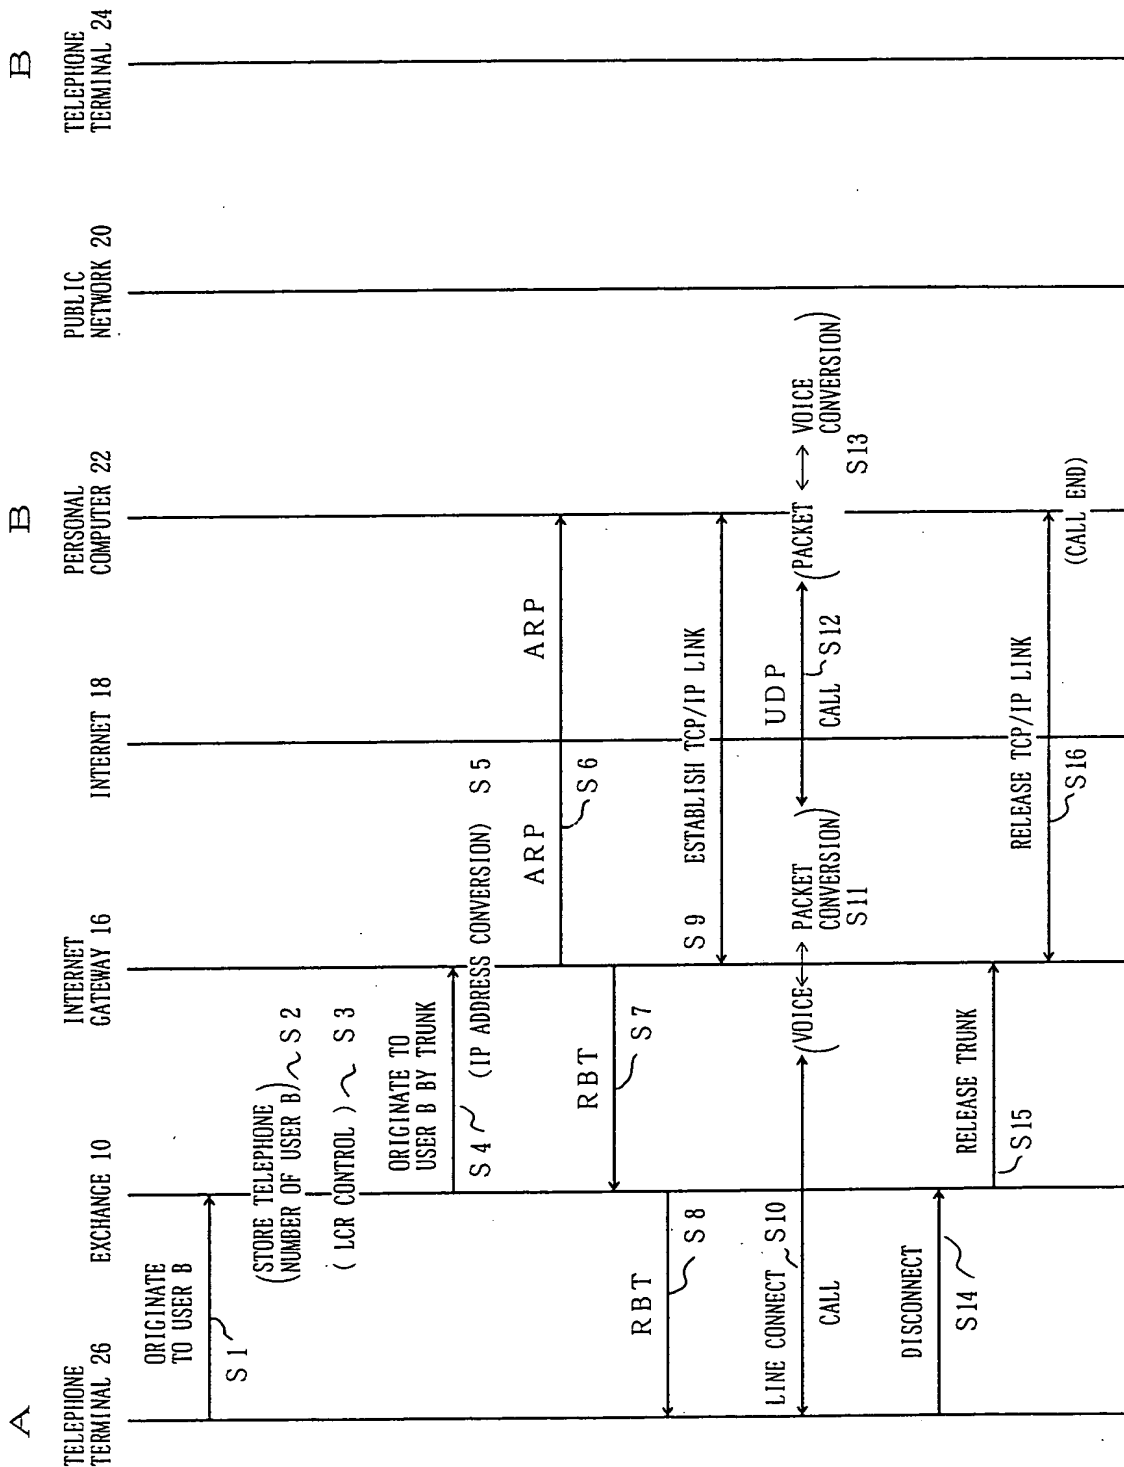 A
B
B
TELEPHONE
TERMINAL 26
EXCHANGE 10
INTERNET
GATEWAY 16
INTERNET 18
PERSONAL
COMPUTER 22
PUBLIC
NETWORK 20
TELEPHONE
TERMINAL 24
ORIGINATE
TO USER B
S1
(STORE TELEPHONE
NUMBER OF USER B)
S2
(LCR CONTROL)
S3
ORIGINATE TO
USER B BY TRUNK
S4
(IP ADDRESS CONVERSION) S5
ARP
ARP
S6
RBT
S7
RBT
S8
S9 ESTABLISH TCP/IP LINK
LINE CONNECT S10
CALL
(VOICE
PACKET
CONVERSION)
S11
UDP
CALL S12
(PACKET
VOICE
CONVERSION)
S13
DISCONNECT
S14
RELEASE TRUNK
S15
RELEASE TCP/IP LINK
S16
(CALL END)